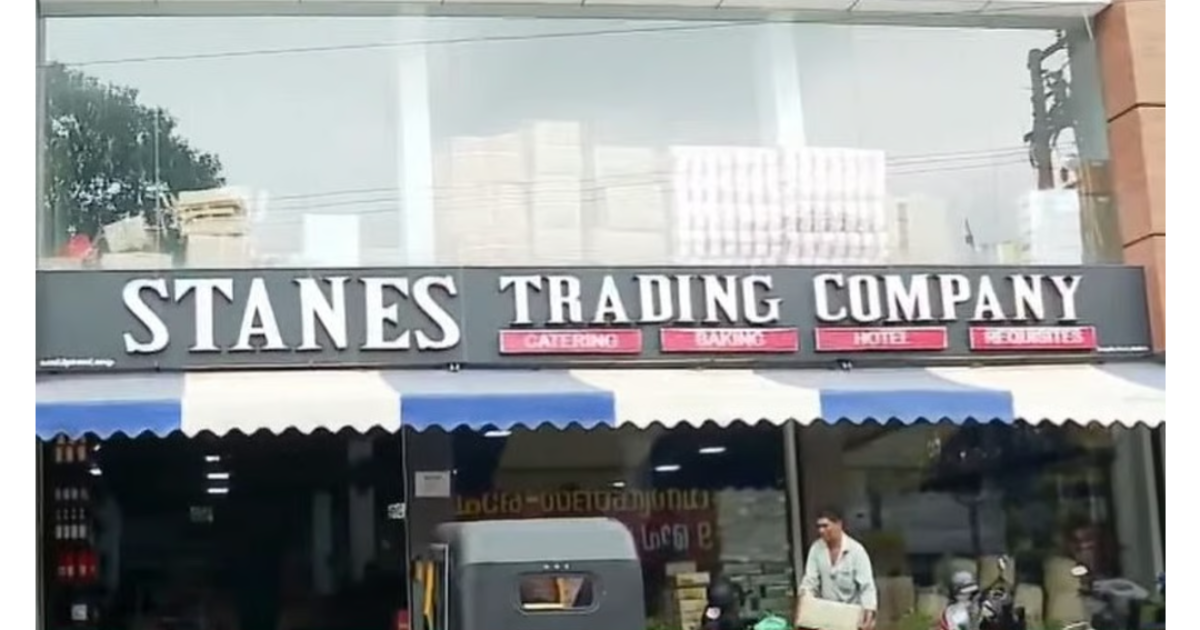 STANES TRADING COMPANY
CATERING BAKING HOTEL REQUISITES